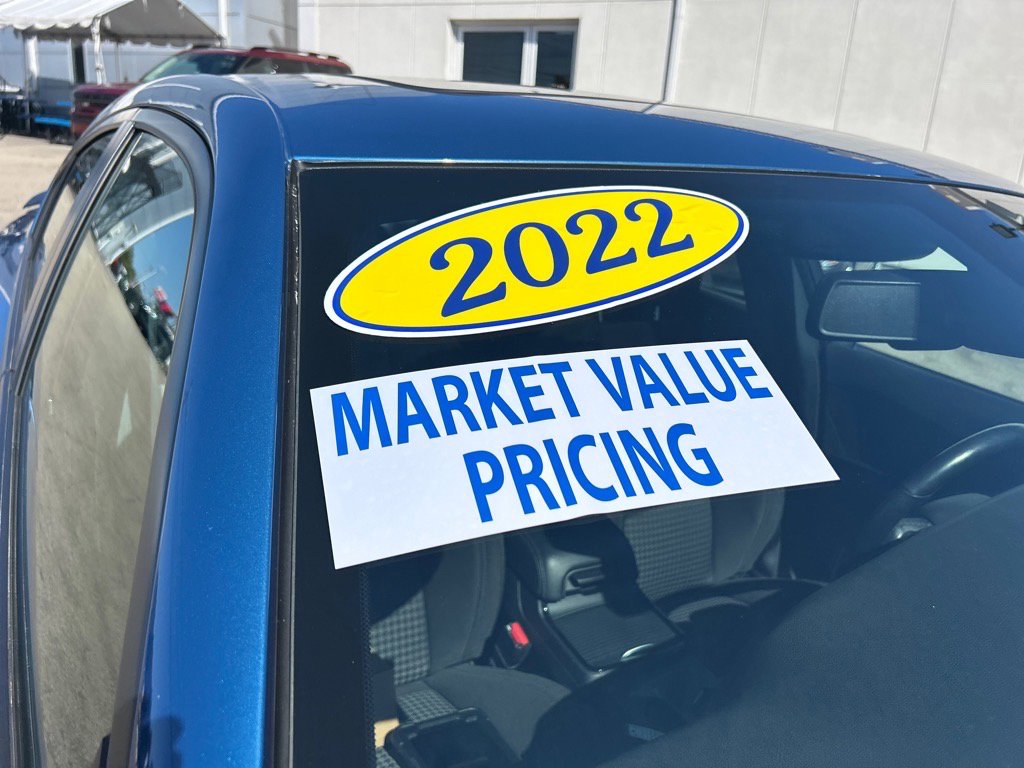 2022
MARKET VALUE
PRICING